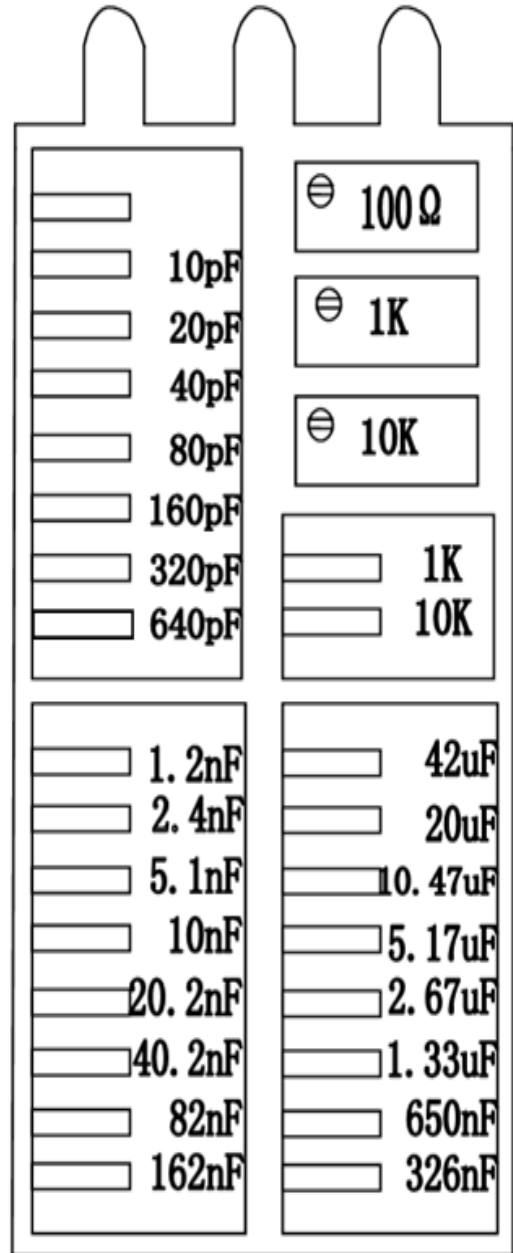 10pF
20pF
40pF
80pF
160pF
320pF
640pF
100Ω
1K
10K
1K
10K
1.2nF
2.4nF
5.1nF
10nF
20.2nF
40.2nF
82nF
162nF
42uF
20uF
10.47uF
5.17uF
2.67uF
1.33uF
650nF
326nF